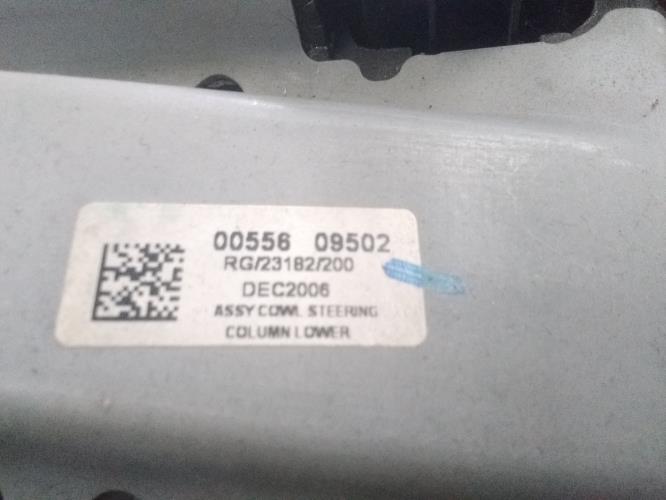 00556 09502
RG/23182/200
DEC2006
ASSY COWL STEERING
COLUMN LOWER